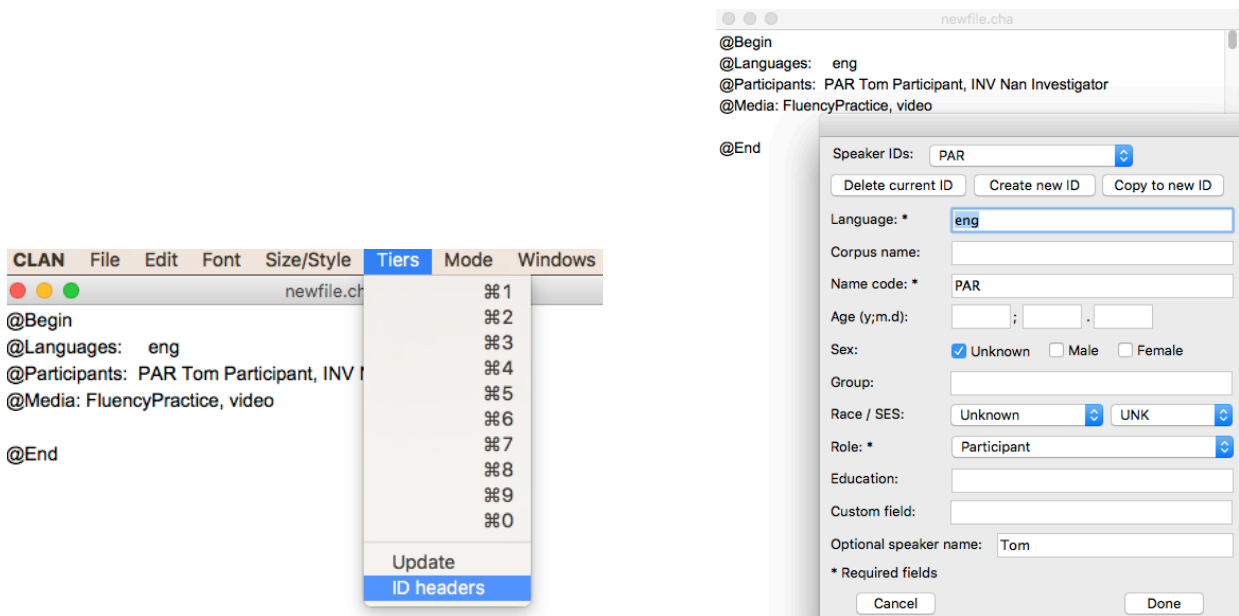 CLAN File Edit Font Size/Style Tiers Mode Windows
newfile.ch
@Begin
@Languages: eng
@Participants: PAR Tom Participant, INV
@Media: FluencyPractice, video
@End
⌘1
⌘2
⌘3
⌘4
⌘5
⌘6
⌘7
⌘8
⌘9
⌘0
Update
ID headers
newfile.cha
@Begin
@Languages: eng
@Participants: PAR Tom Participant, INV Nan Investigator
@Media: FluencyPractice, video
@End
Speaker IDs: PAR
Delete current ID Create new ID Copy to new ID
Language: * eng
Corpus name:
Name code: * PAR
Age (y;m.d): ; .
Sex: Unknown Male Female
Group:
Race / SES: Unknown UNK
Role: * Participant
Education:
Custom field:
Optional speaker name: Tom
* Required fields
Cancel Done